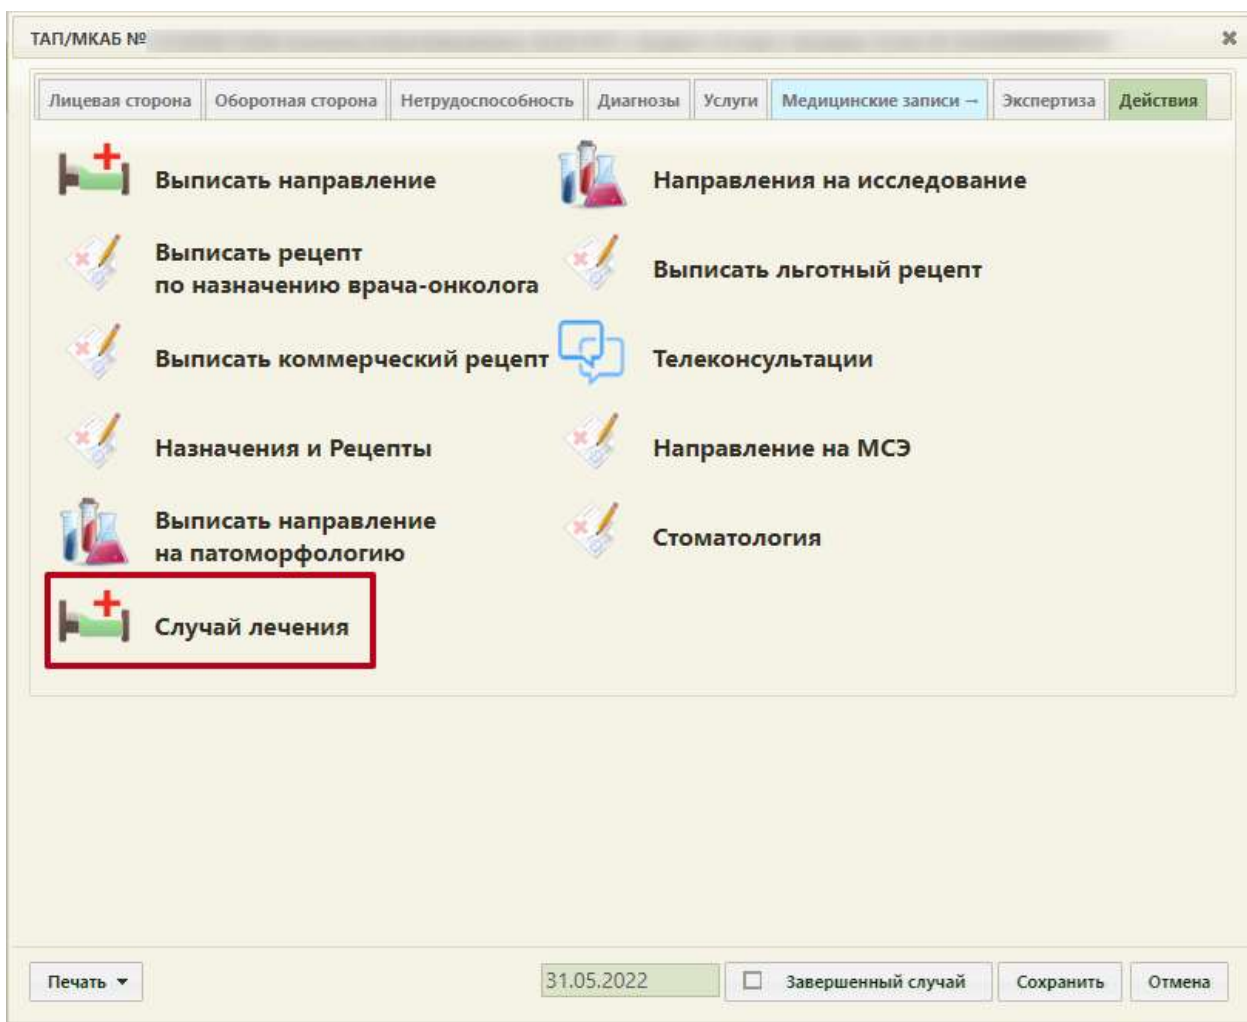 ТАП/МКАБ №
Лицевая сторона
Оборотная сторона
Нетрудоспособность
Диагнозы
Услуги
Медицинские записи →
Экспертиза
Действия
Выписать направление
Направления на исследование
Выписать рецепт
по назначению врача-онколога
Выписать льготный рецепт
Выписать коммерческий рецепт
Телеконсультации
Назначения и Рецепты
Направление на МСЭ
Выписать направление
на патоморфологию
Стоматология
Случай лечения
Печать
31.05.2022
Завершенный случай
Сохранить
Отмена